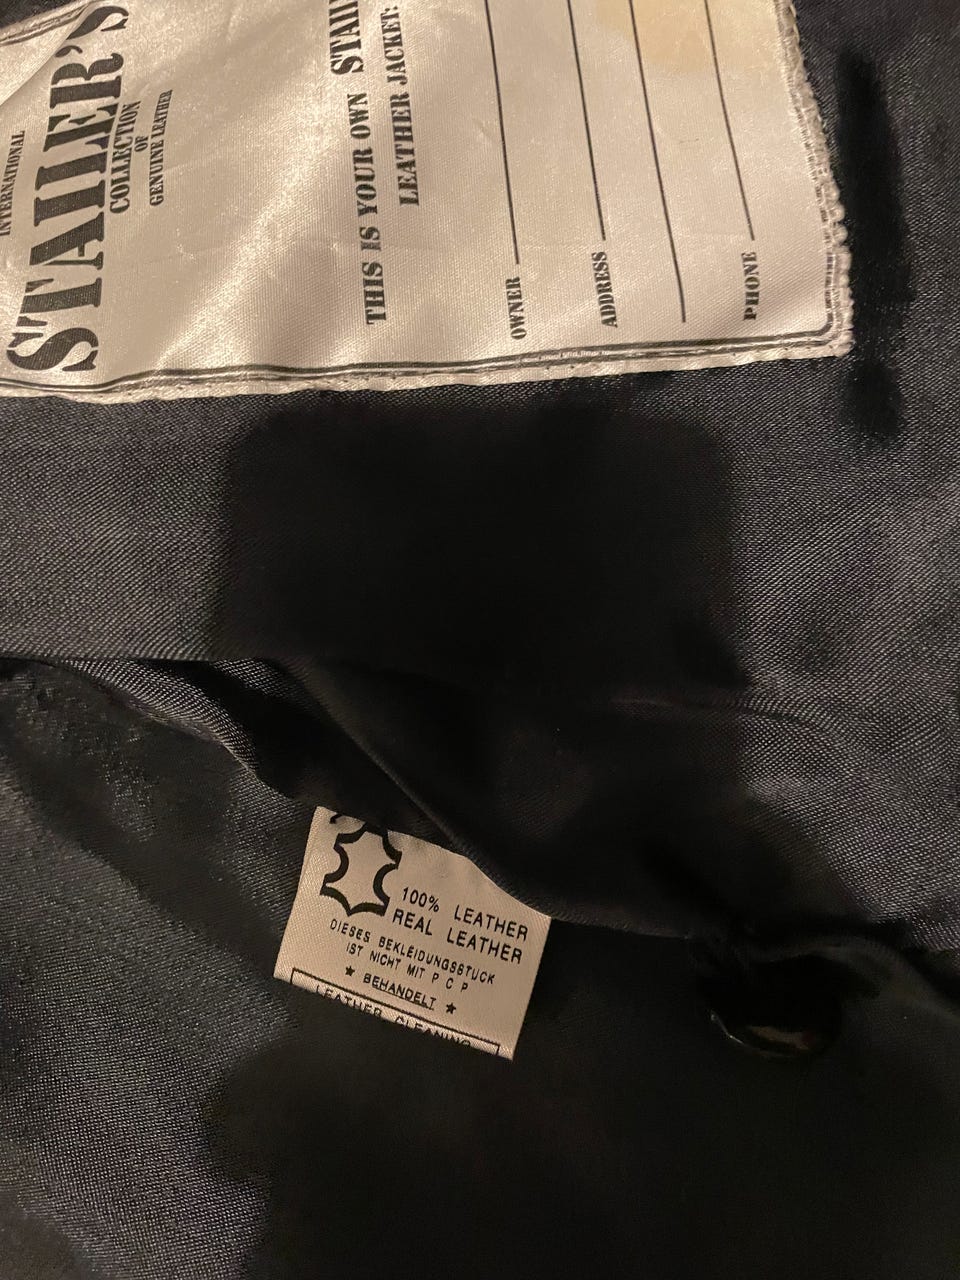 INTERNATIONAL
STAILER'S
COLLECTION
OF
GENUINE LEATHER
THIS IS YOUR OWN
LEATHER JACKET:
OWNER
ADDRESS
PHONE
100% LEATHER
REAL LEATHER
DIESES BEKLEIDUNGSSTUCK
IST NICHT MIT P C P
★ BEHANDELT ★
LEATHER CLEANING